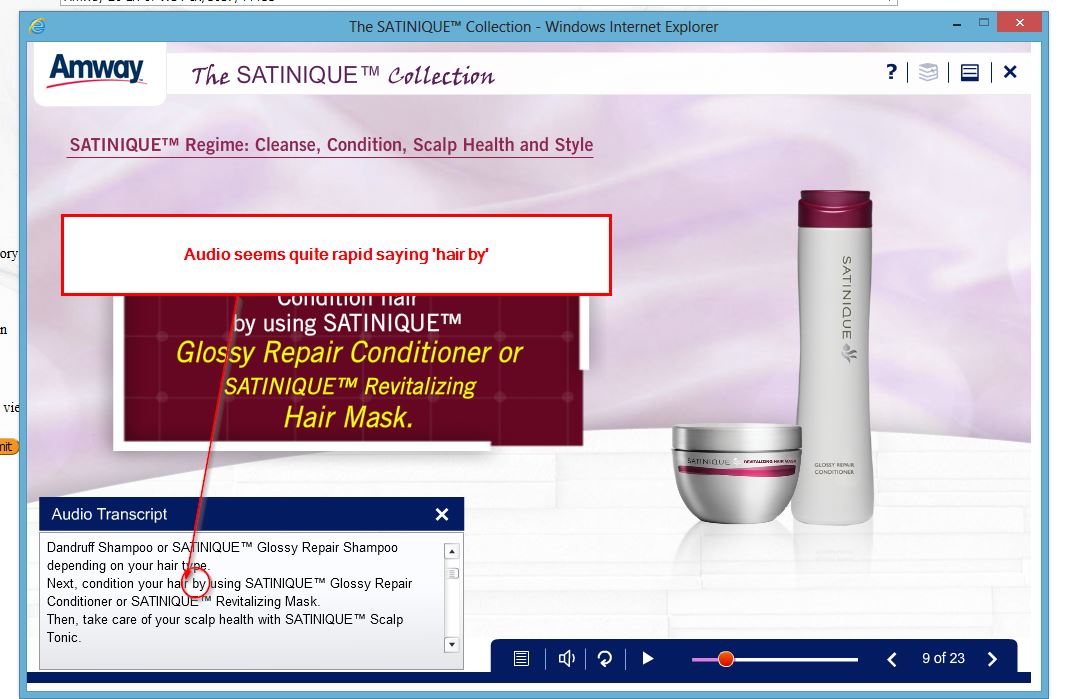 The SATINIQUE™ Collection - Windows Internet Explorer
Amway
The SATINIQUE™ Collection
?
SATINIQUE™ Regime: Cleanse, Condition, Scalp Health and Style
Audio seems quite rapid saying 'hair by'
Condition hair
by using SATINIQUE™
Glossy Repair Conditioner or
SATINIQUE™ Revitalizing
Hair Mask.
SATINIQUE
GLOSSY REPAIR
CONDITIONER
SATINIQUE REVITALIZING HAIR MASK
Audio Transcript
Dandruff Shampoo or SATINIQUE™ Glossy Repair Shampoo
depending on your hair type.
Next, condition your hair by using SATINIQUE™ Glossy Repair
Conditioner or SATINIQUE™ Revitalizing Mask.
Then, take care of your scalp health with SATINIQUE™ Scalp
Tonic.
9 of 23
ory
n
vie
mit